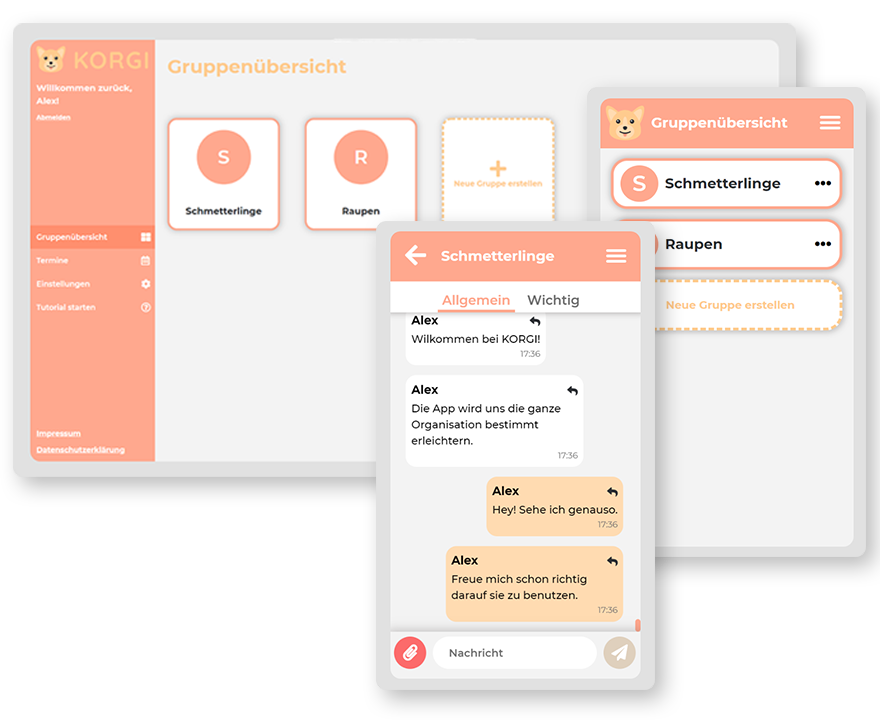 KORGI
Willkommen zurück,
Alex!
Abmelden
Gruppenübersicht
Termine
Einstellungen
Tutorial starten
Impressum
Datenschutzerklärung
Gruppenübersicht
S
Schmetterlinge
R
Raupen
Neue Gruppe erstellen
Gruppenübersicht
S
Schmetterlinge
Raupen
Neue Gruppe erstellen
Schmetterlinge
Allgemein
Wichtig
Alex
Wilkommen bei KORGI!
17:36
Alex
Die App wird uns die ganze
Organisation bestimmt
erleichtern.
17:36
Alex
Hey! Sehe ich genauso.
17:36
Alex
Freue mich schon richtig
darauf sie zu benutzen.
17:36
Nachricht